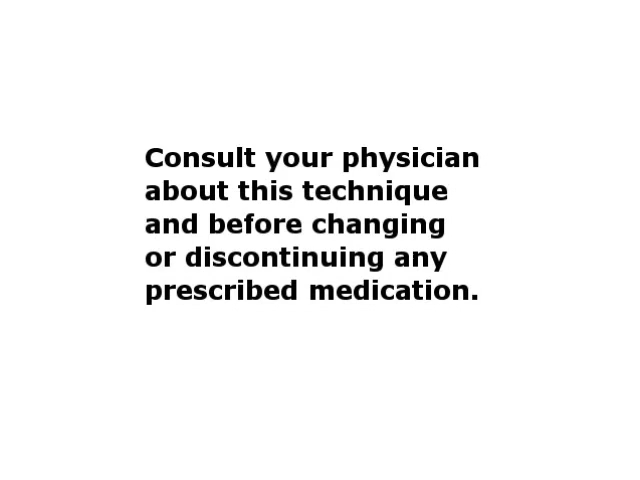 Consult your physician
about this technique
and before changing
or discontinuing any
prescribed medication.